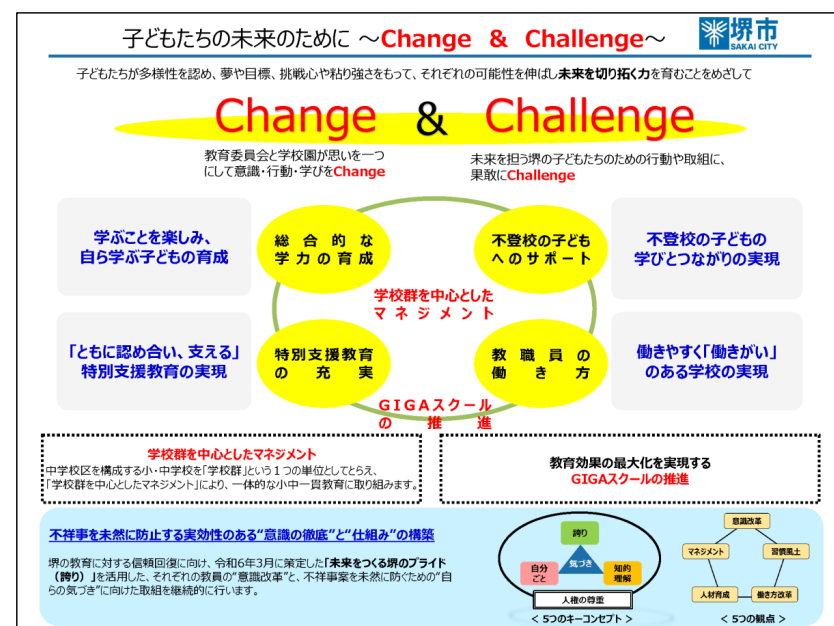 子どもたちの未来のために ～Change & Challenge～
堺市
SAKAI CITY
子どもたちが多様性を認め、夢や目標、挑戦心や粘り強さをもって、それぞれの可能性を伸ばし未来を切り拓く力を育むことをめざして
Change & Challenge
教育委員会と学校園が思いを一つ
にして意識・行動・学びをChange
未来を担う堺の子どもたちのための行動や取組に、
果敢にChallenge
学ぶことを楽しみ、
自ら学ぶ子どもの育成
総合的な
学力の育成
不登校の子ども
へのサポート
不登校の子どもの
学びとつながりの実現
学校群を中心とした
マネジメント
「ともに認め合い、支える」
特別支援教育の実現
特別支援教育
の充実
教職員の
働き方
働きやすく「働きがい」
のある学校の実現
GIGAスクール
の推進
学校群を中心としたマネジメント
中学校区を構成する小・中学校を「学校群」という１つの単位としてとらえ、
「学校群を中心としたマネジメント」により、一体的な小中一貫教育に取り組みます。
教育効果の最大化を実現する
GIGAスクールの推進
不祥事を未然に防止する実効性のある“意識の徹底”と“仕組み”の構築
堺の教育に対する信頼回復に向け、令和6年3月に策定した「未来をつくる堺のプライド
（誇り）」を活用した、それぞれの教員の“意識改革”と、不祥事案を未然に防ぐための“自
らの気づき”に向けた取組を継続的に行います。
誇り
気づき
自分
ごと
知的
理解
人権の尊重
< 5つのキーコンセプト >
意識改革
マネジメント
習慣風土
人材育成
働き方改革
< 5つの観点 >